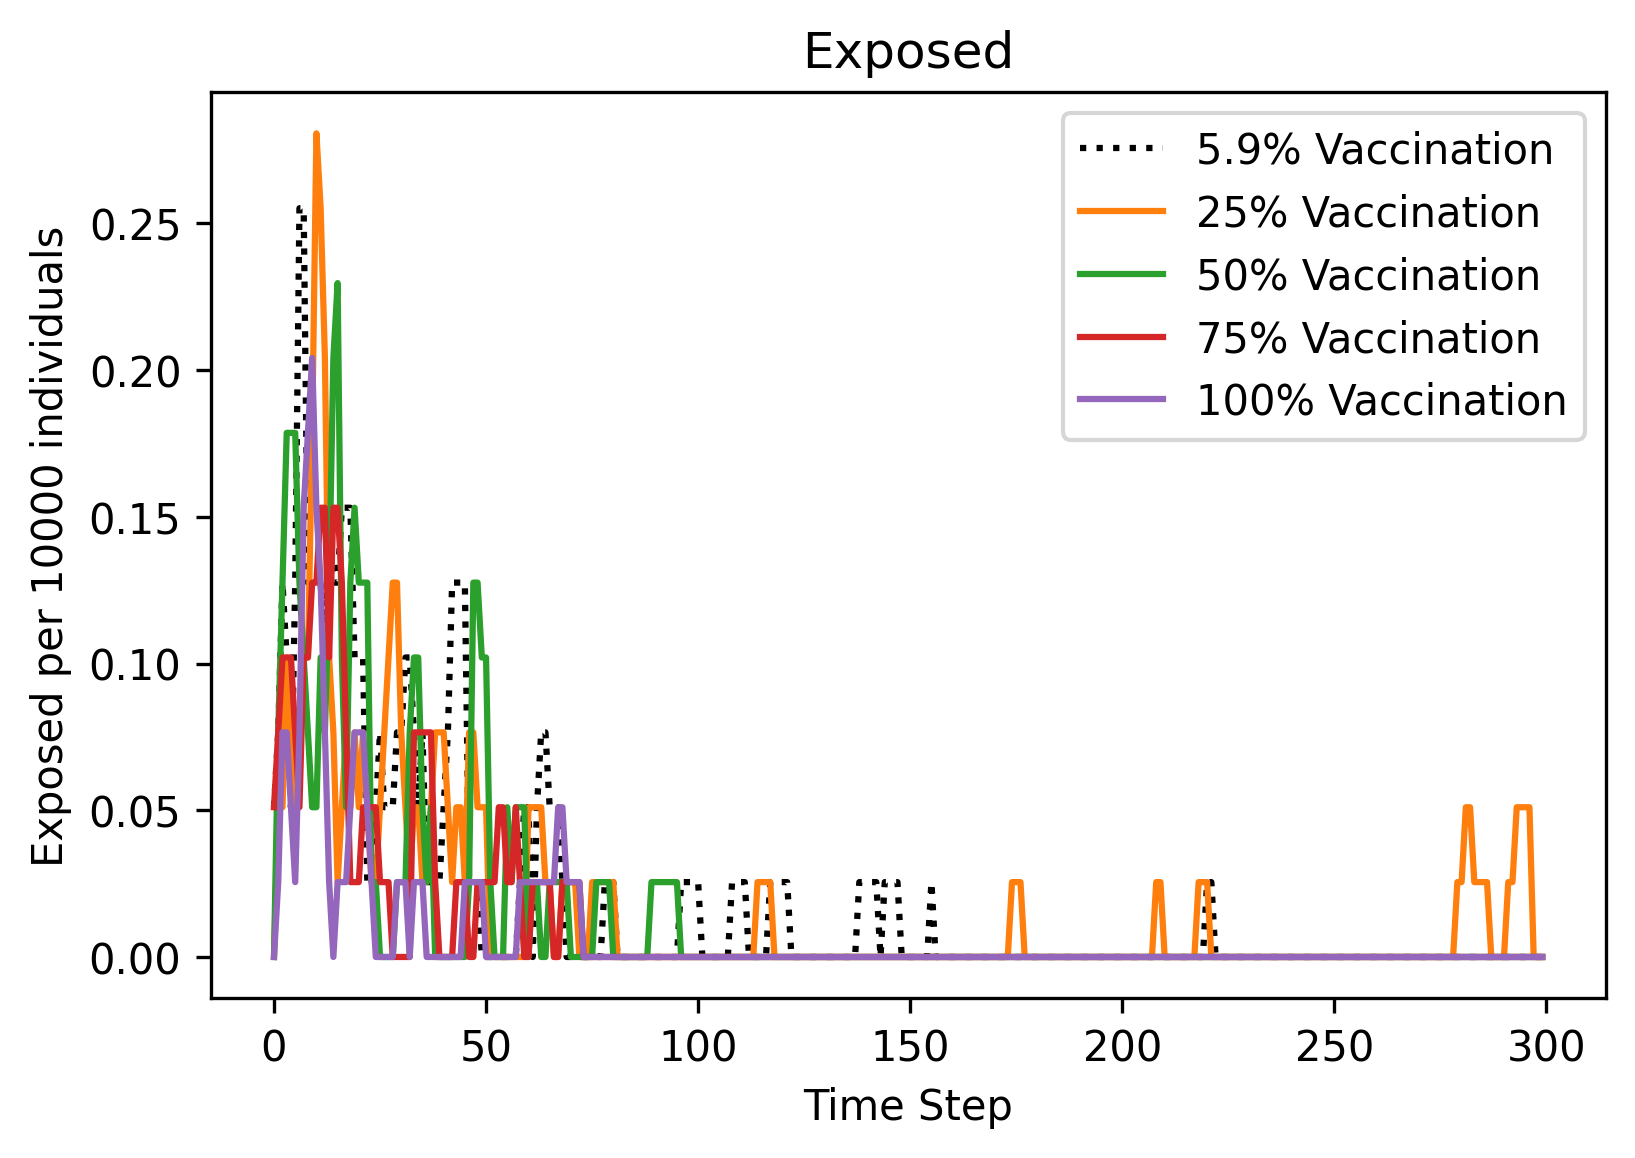 Exposed
Exposed per 10000 individuals
0.25
0.20
0.15
0.10
0.05
0.00
5.9% Vaccination
25% Vaccination
50% Vaccination
75% Vaccination
100% Vaccination
0 50 100 150 200 250 300
Time Step